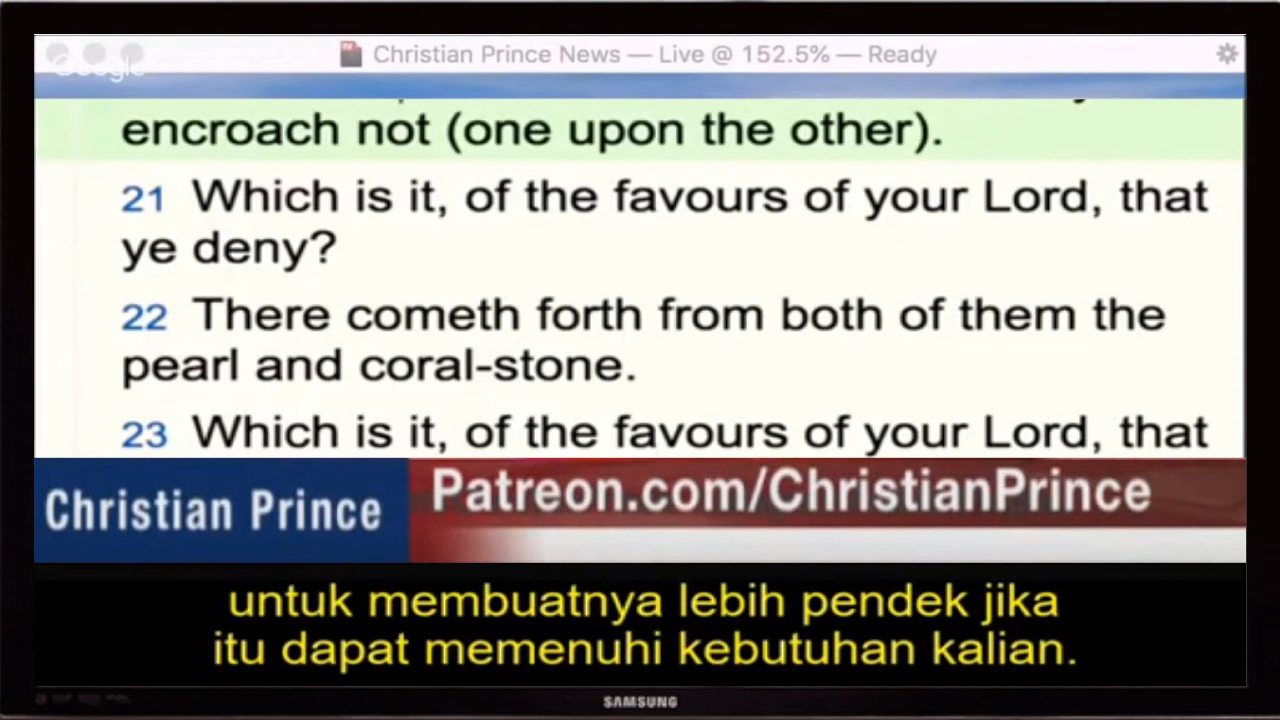 Christian Prince News — Live @ 152.5% — Ready
Google
encroach not (one upon the other).
21 Which is it, of the favours of your Lord, that
ye deny?
22 There cometh forth from both of them the
pearl and coral-stone.
23 Which is it, of the favours of your Lord, that
Christian Prince
Patreon.com/ChristianPrince
untuk membuatnya lebih pendek jika
itu dapat memenuhi kebutuhan kalian.
SAMSUNG